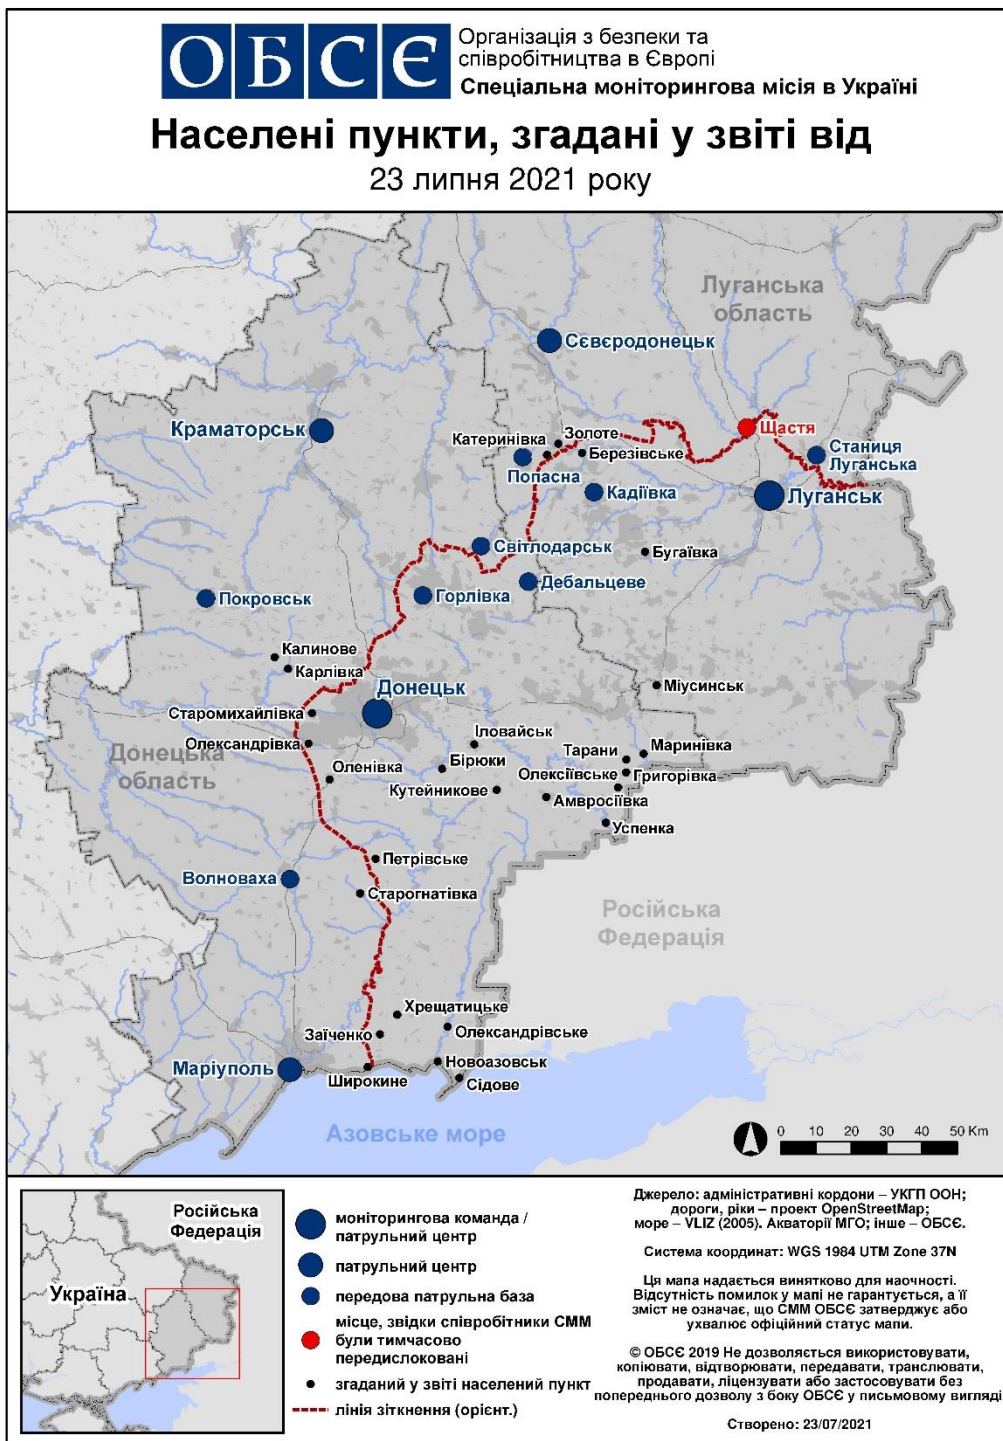 ОБСЄ
Організація з безпеки та
співробітництва в Європі
Спеціальна моніторингова місія в Україні
Населені пункти, згадані у звіті від
23 липня 2021 року
Луганська
область
Сєвєродонецьк
Краматорськ
Щастя
Золоте
Катеринівка
Березівське
Станиця
Луганська
Попасна
Кадіївка
Луганськ
Світлодарськ
Бугаївка
Дебальцеве
Горлівка
Покровськ
Калинове
Карлівка
Міусинськ
Донецьк
Старомихайлівка
Іловайськ
Олександрівка
Донецька
область
Тарани
Маринівка
Бірюки
Оленівка
Олексіївське
Григорівка
Кутейникове
Амвросіївка
Успенка
Петрівське
Волноваха
Старогнатівка
Російська
Федерація
Хрещатицьке
Заїченко
Олександрівське
Новоазовськ
Маріуполь
Широкине
Сідове
Азовське море
0 10 20 30 40 50 Km
Російська
Федерація
Україна
моніторингова команда /
патрульний центр
патрульний центр
передова патрульна база
місце, звідки співробітники СММ
були тимчасово
передислоковані
згаданий у звіті населений пункт
лінія зіткнення (орієнт.)
Джерело: адміністративні кордони – УКГП ООН;
дороги, ріки – проект OpenStreetMap;
море – VLIZ (2005). Акваторії МГО; інше – ОБСЄ.
Система координат: WGS 1984 UTM Zone 37N
Ця мапа надається винятково для наочності.
Відсутність помилок у мапі не гарантується, а її
зміст не означає, що СММ ОБСЄ затверджує або
ухвалює офіційний статус мапи.
© ОБСЄ 2019 Не дозволяється використовувати,
копіювати, відтворювати, передавати, транслювати,
продавати, ліцензувати або застосовувати без
попереднього дозволу з боку ОБСЄ у письмовому вигляді
Створено: 23/07/2021